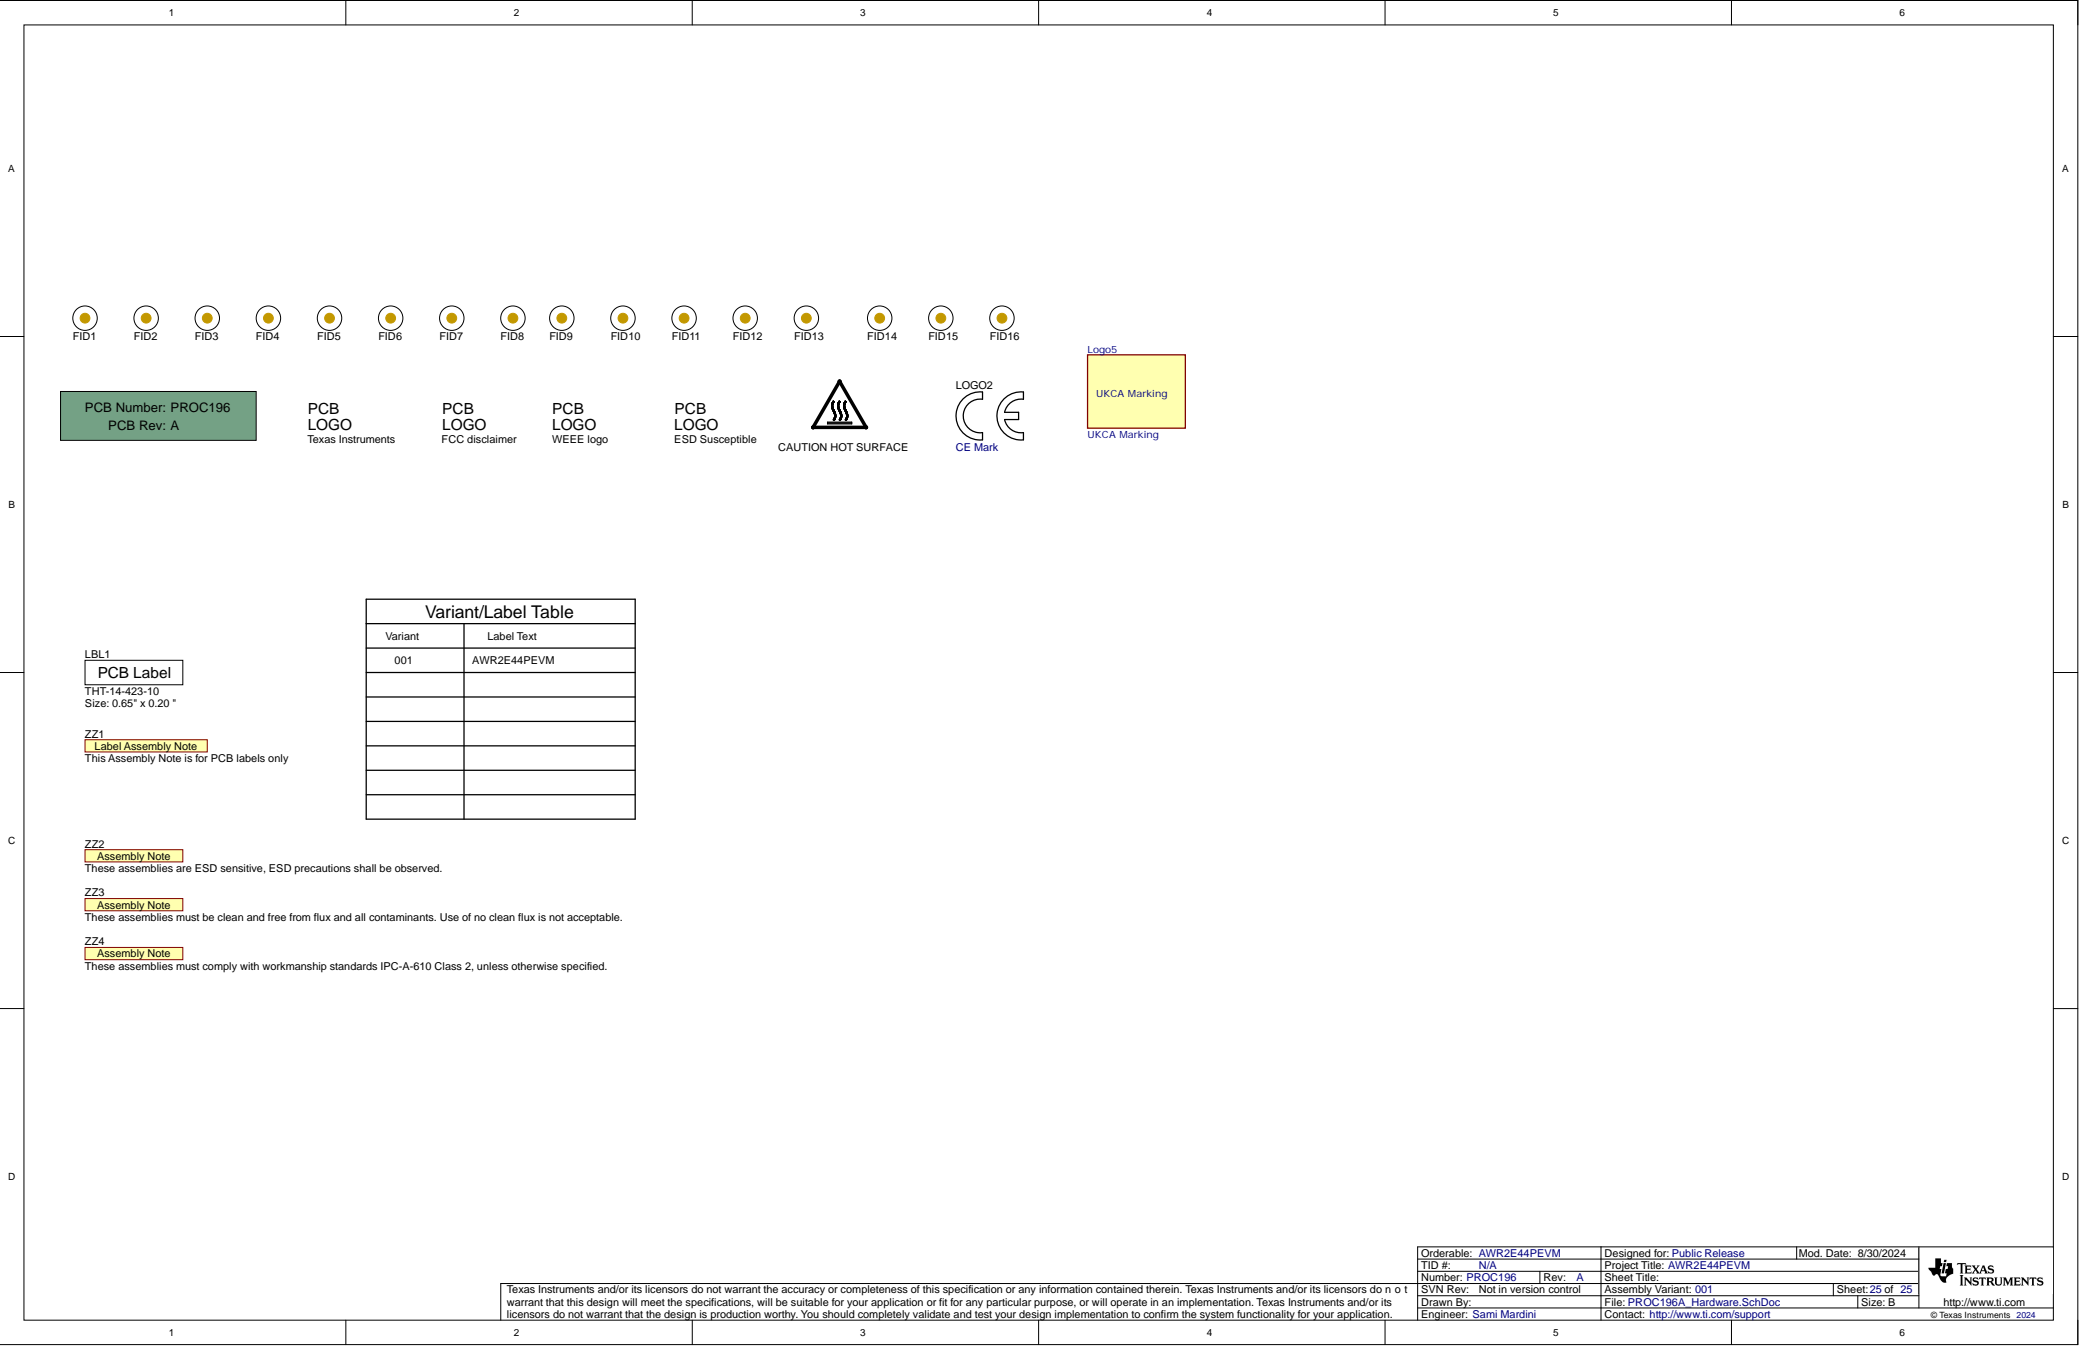 1 2 3 4 5 6
A A
FID1 FID2 FID3 FID4 FID5 FID6 FID7 FID8 FID9 FID10 FID11 FID12 FID13 FID14 FID15 FID16
Logo5
UKCA Marking
UKCA Marking
PCB Number: PROC196
PCB Rev: A
PCB
LOGO
Texas Instruments
PCB
LOGO
FCC disclaimer
PCB
LOGO
WEEE logo
PCB
LOGO
ESD Susceptible
CAUTION HOT SURFACE
LOGO2
CE
CE Mark
B B
Variant/Label Table
Variant Label Text
001 AWR2E44PEVM
LBL1
PCB Label
THT-14-423-10
Size: 0.65" x 0.20 "
ZZ1
Label Assembly Note
This Assembly Note is for PCB labels only
C C
ZZ2
Assembly Note
These assemblies are ESD sensitive, ESD precautions shall be observed.
ZZ3
Assembly Note
These assemblies must be clean and free from flux and all contaminants. Use of no clean flux is not acceptable.
ZZ4
Assembly Note
These assemblies must comply with workmanship standards IPC-A-610 Class 2, unless otherwise specified.
D D
Texas Instruments and/or its licensors do not warrant the accuracy or completeness of this specification or any information contained therein. Texas Instruments and/or its licensors do n o t
warrant that this design will meet the specifications, will be suitable for your application or fit for any particular purpose, or will operate in an implementation. Texas Instruments and/or its
licensors do not warrant that the design is production worthy. You should completely validate and test your design implementation to confirm the system functionality for your application.
Orderable: AWR2E44PEVM Designed for: Public Release Mod. Date: 8/30/2024
TID #: N/A Project Title: AWR2E44PEVM
Number: PROC196 Rev: A Sheet Title:
SVN Rev: Not in version control Assembly Variant: 001 Sheet: 25 of 25
Drawn By: File: PROC196A_Hardware.SchDoc Size: B
Engineer: Sami Mardini Contact: http://www.ti.com/support
TEXAS
INSTRUMENTS
http://www.ti.com
© Texas Instruments 2024
1 2 3 4 5 6